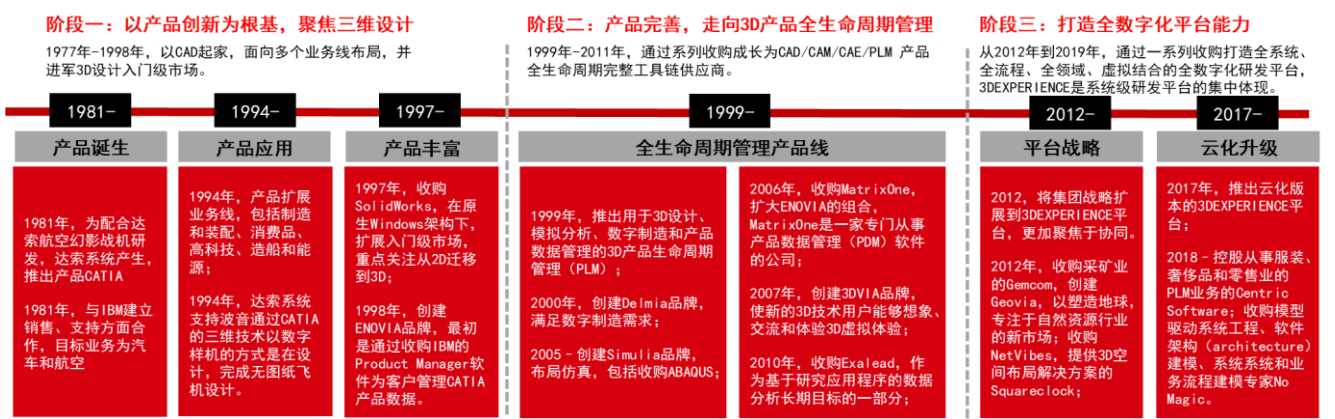 阶段一：以产品创新为根基，聚焦三维设计
1977年-1998年，以CAD起家，面向多个业务线布局，并
进军3D设计入门级市场。
阶段二：产品完善，走向3D产品全生命周期管理
1999年-2011年，通过系列收购成长为CAD/CAM/CAE/PLM 产品
全生命周期完整工具链供应商。
阶段三：打造全数字化平台能力
从2012年到2019年，通过一系列收购打造全系统、
全流程、全领域、虚拟结合的全数字化研发平台，
3DEXPERIENCE是系统级研发平台的集中体现。
1981-
产品诞生
1981年，为配合达
索航空幻影战机研
发，达索系统产生，
推出产品CATIA
1981年，与IBM建立
销售、支持方面合
作，目标业务为汽
车和航空
1994-
产品应用
1994年，产品扩展
业务线，包括制造
和装配、消费品、
高科技、造船和能
源；
1994年，达索系统
支持波音通过CATIA
的三维技术以数字
样机的方式是在设
计，完成无图纸飞
机设计。
1997-
产品丰富
1997年，收购
SolidWorks，在原
生Windows架构下，
扩展入门级市场，
重点关注从2D迁移
到3D；
1998年，创建
ENOVIA品牌，最初
是通过收购IBM的
Product Manager软
件为客户管理CATIA
产品数据。
1999-
全生命周期管理产品线
1999年，推出用于3D设计、
模拟分析、数字制造和产品
数据管理的3D产品生命周期
管理（PLM）；
2000年，创建Delmia品牌，
满足数字制造需求；
2005–创建Simulia品牌，
布局仿真，包括收购ABAQUS；
2006年，收购MatrixOne，
扩大ENOVIA的组合，
MatrixOne是一家专门从事
产品数据管理（PDM）软件
的公司；
2007年，创建3DVIA品牌，
使新的3D技术用户能够想象、
交流和体验3D虚拟体验；
2010年，收购Exalead，作
为基于研究应用程序的数据
分析长期目标的一部分；
2012-
平台战略
2012，将集团战略扩
展到3DEXPERIENCE平
台，更加聚焦于协同。
2012年，收购采矿业
的Gemcom，创建
Geovia，以塑造地球，
专注于自然资源行业
的新市场；收购
NetVibes，提供3D空
间布局解决方案的
Squareclock；
2017-
云化升级
2017年，推出云化版
本的3DEXPERIENCE平
台；
2018–控股从事服装、
奢侈品和零售业的
PLM业务的Centric
Software；收购模型
驱动系统工程、软件
架构（architecture）
建模、系统系统和业
务流程建模专家No
Magic。